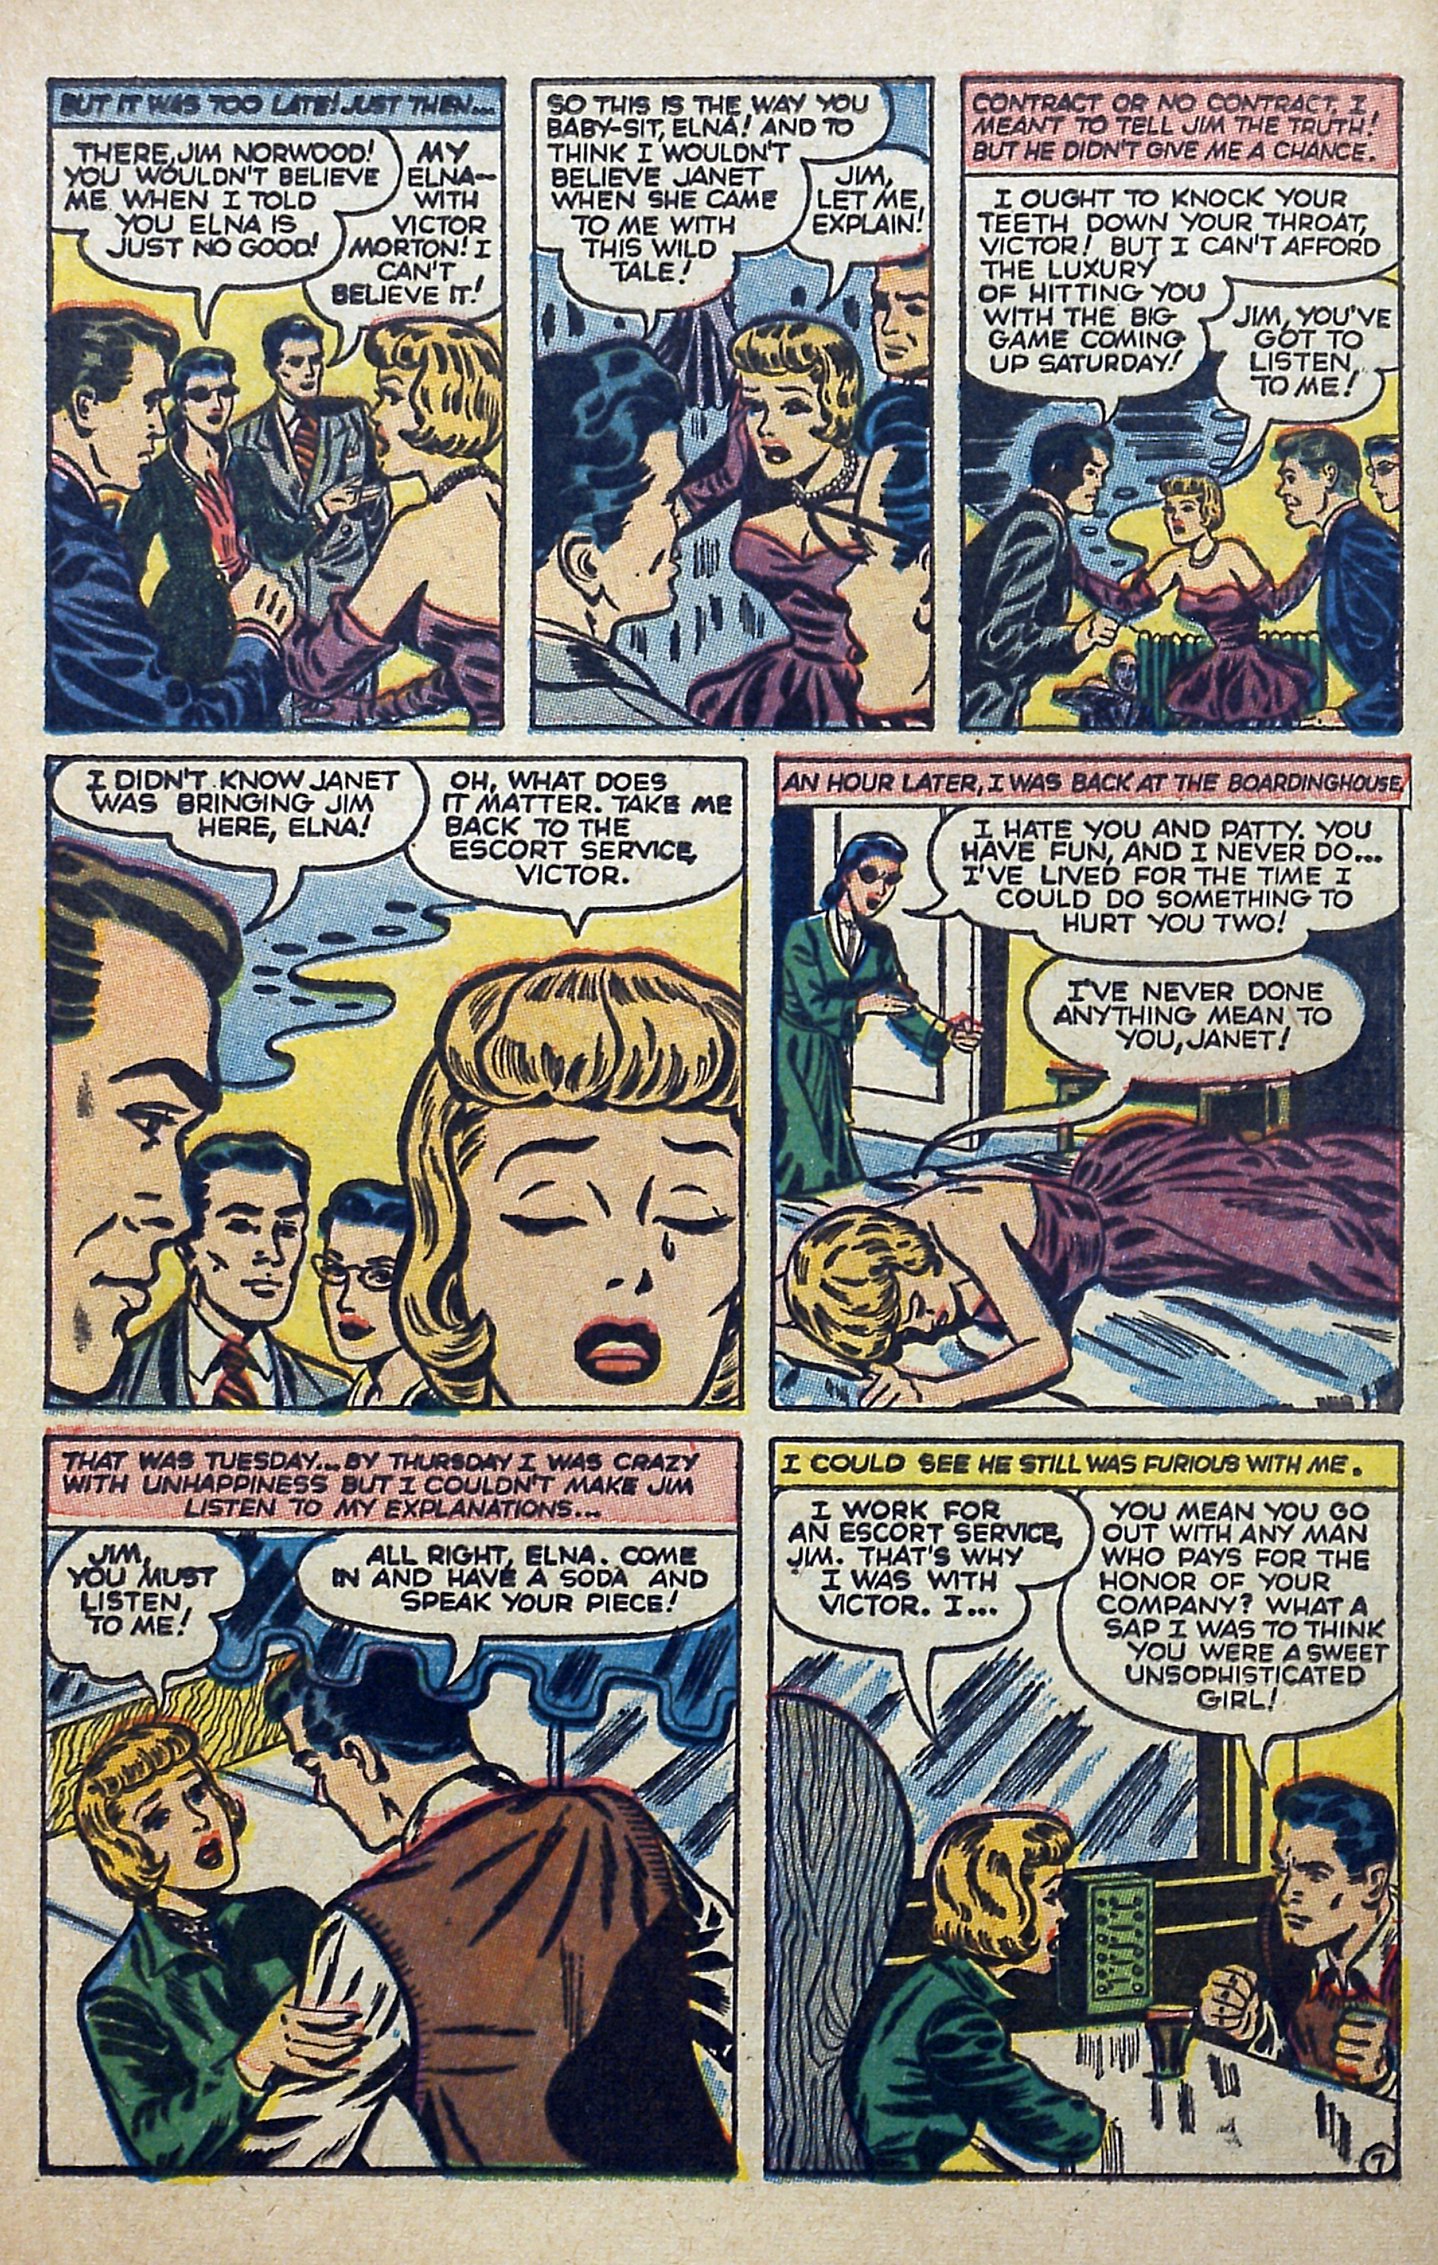 BUT IT WAS TOO LATE! JUST THEN...
THERE, JIM NORWOOD!
YOU WOULDN'T BELIEVE
ME WHEN I TOLD
YOU ELNA IS
JUST NO GOOD!
MY
ELNA-
WITH
VICTOR
MORTON! I
CAN'T
BELIEVE IT!
SO THIS IS THE WAY YOU
BABY-SIT, ELNA! AND TO
THINK I WOULDN'T
BELIEVE JANET
WHEN SHE CAME
TO ME WITH
THIS WILD
TALE!
JIM,
LET ME
EXPLAIN!
CONTRACT OR NO CONTRACT, I
MEANT TO TELL JIM THE TRUTH!
BUT HE DIDN'T GIVE ME A CHANCE.
I OUGHT TO KNOCK YOUR
TEETH DOWN YOUR THROAT,
VICTOR! BUT I CAN'T AFFORD
THE LUXURY
OF HITTING YOU
WITH THE BIG
GAME COMING
UP SATURDAY!
JIM, YOU'VE
GOT TO
LISTEN
TO ME!
I DIDN'T KNOW JANET
WAS BRINGING JIM
HERE, ELNA!
OH, WHAT DOES
IT MATTER. TAKE ME
BACK TO THE
ESCORT SERVICE,
VICTOR.
AN HOUR LATER, I WAS BACK AT THE BOARDINGHOUSE
I HATE YOU AND PATTY. YOU
HAVE FUN, AND I NEVER DO...
I'VE LIVED FOR THE TIME I
COULD DO SOMETHING TO
HURT YOU TWO!
I'VE NEVER DONE
ANYTHING MEAN TO
YOU, JANET!
THAT WAS TUESDAY... BY THURSDAY I WAS CRAZY
WITH UNHAPPINESS BUT I COULDN'T MAKE JIM
LISTEN TO MY EXPLANATIONS...
JIM,
YOU MUST
LISTEN
TO ME!
ALL RIGHT, ELNA. COME
IN AND HAVE A SODA AND
SPEAK YOUR PIECE!
I COULD SEE HE STILL WAS FURIOUS WITH ME.
I WORK FOR
AN ESCORT SERVICE,
JIM. THAT'S WHY
I WAS WITH
VICTOR. I...
YOU MEAN YOU GO
OUT WITH ANY MAN
WHO PAYS FOR THE
HONOR OF YOUR
COMPANY? WHAT A
SAP I WAS TO THINK
YOU WERE A SWEET
UNSOPHISTICATED
GIRL!
7